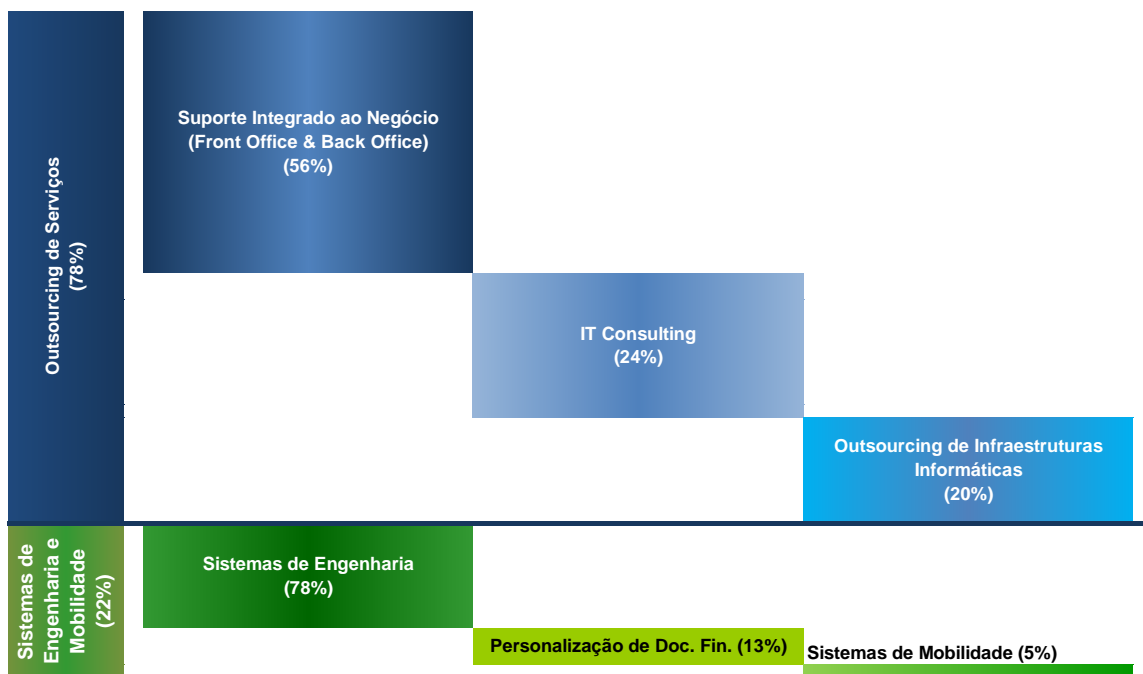 Outsourcing de Serviços
(78%)
Suporte Integrado ao Negócio
(Front Office & Back Office)
(56%)
IT Consulting
(24%)
Outsourcing de Infraestruturas
Informáticas
(20%)
Sistemas de
Engenharia e
Mobilidade
(22%)
Sistemas de Engenharia
(78%)
Personalização de Doc. Fin. (13%)
Sistemas de Mobilidade (5%)